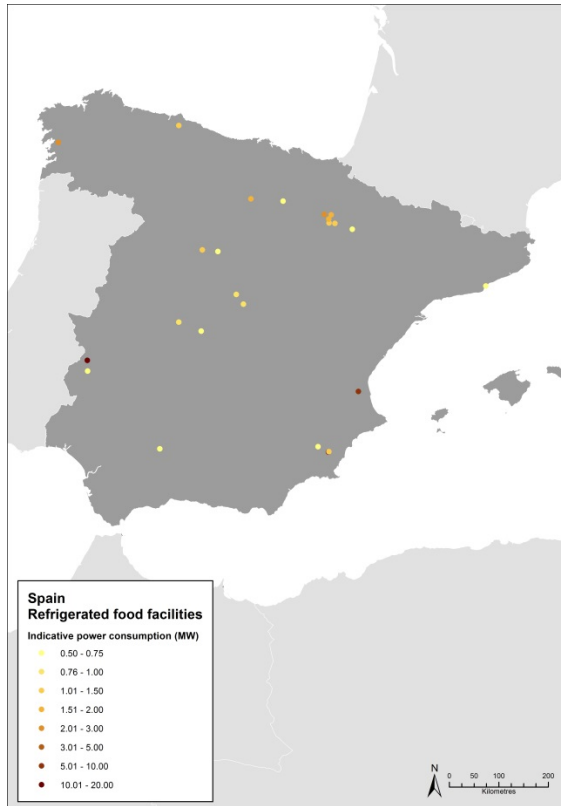 Spain
Refrigerated food facilities
Indicative power consumption (MW)
0.50 - 0.75
0.76 - 1.00
1.01 - 1.50
1.51 - 2.00
2.01 - 3.00
3.01 - 5.00
5.01 - 10.00
10.01 - 20.00
N
0 50 100 200
Kilometres